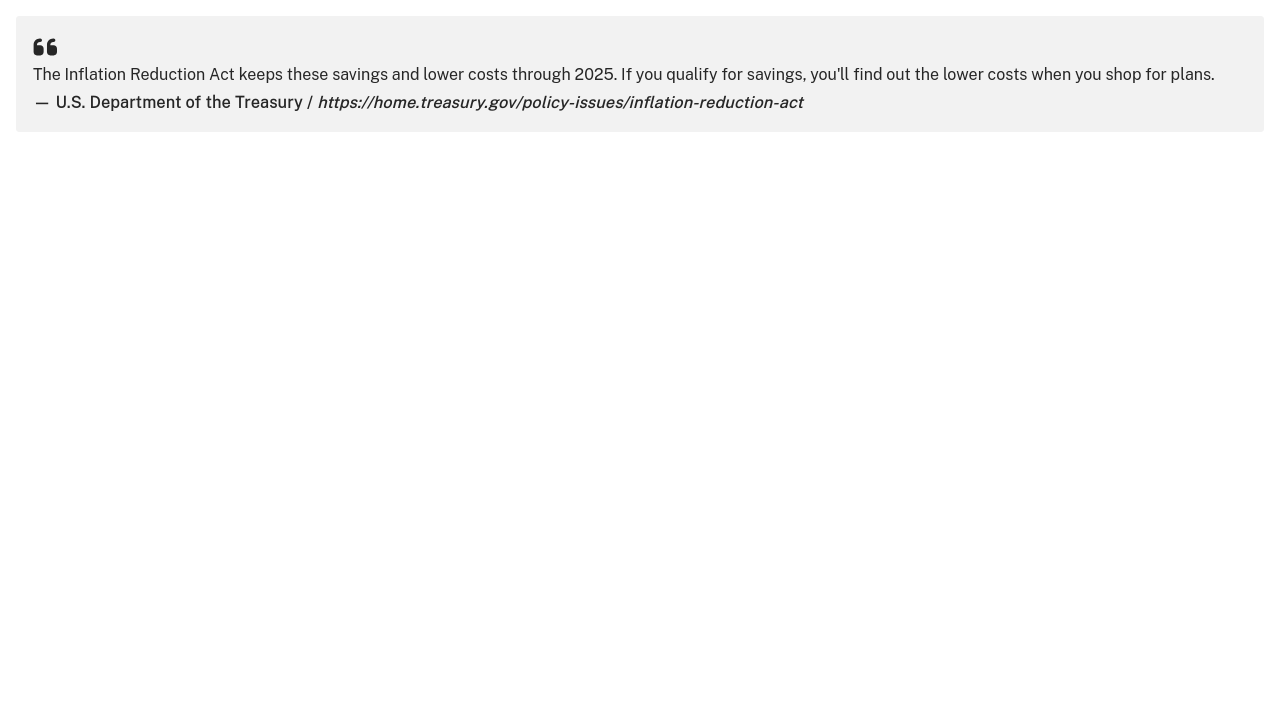 The Inflation Reduction Act keeps these savings and lower costs through 2025. If you qualify for savings, you'll find out the lower costs when you shop for plans.
— U.S. Department of the Treasury / https://home.treasury.gov/policy-issues/inflation-reduction-act